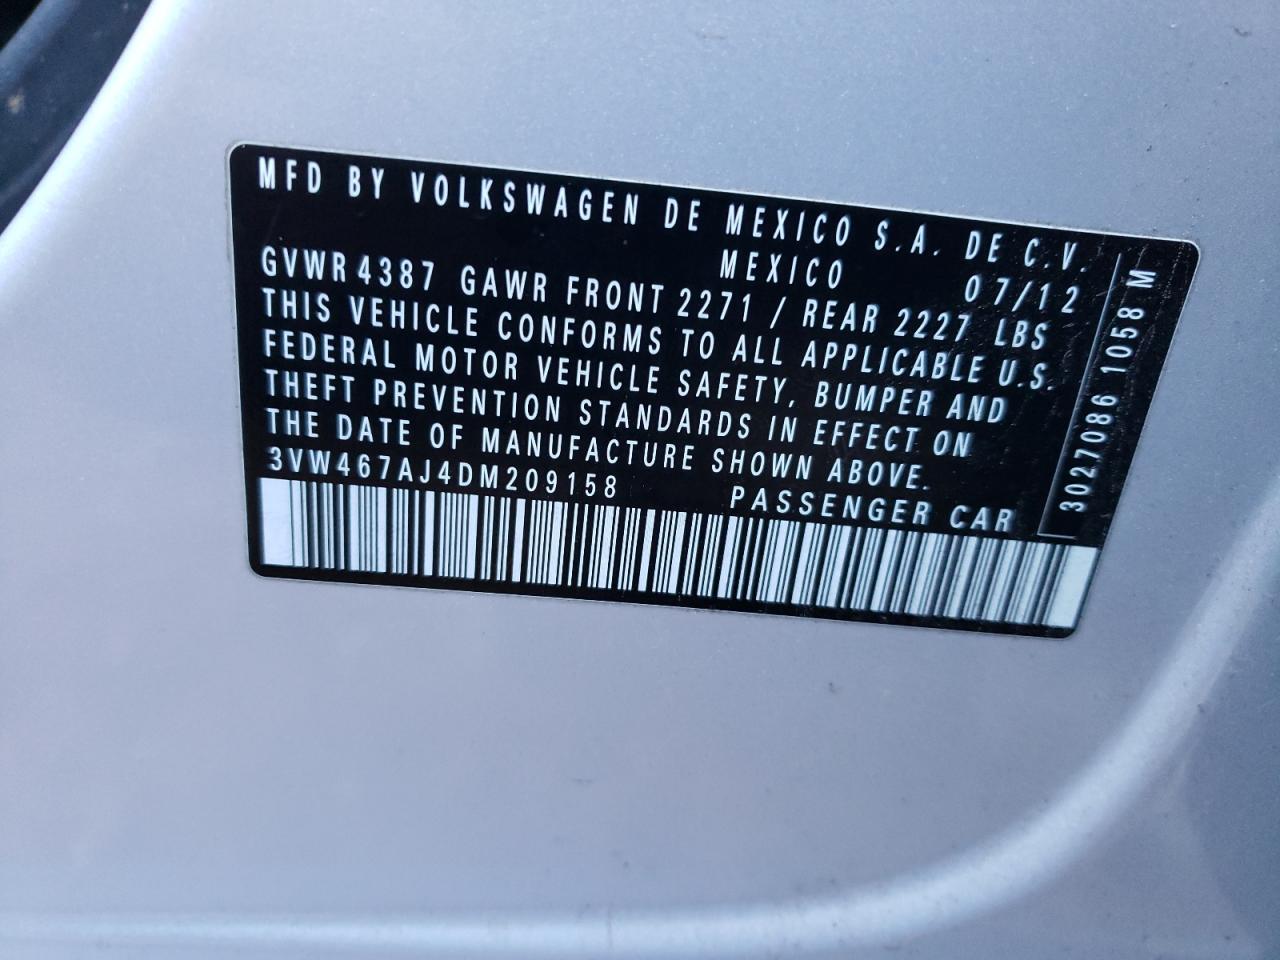 MFD BY VOLKSWAGEN DE MEXICO S.A. DE C.V.
MEXICO 07/12
GVWR 4387 GAWR FRONT 2271 / REAR 2227 LBS
THIS VEHICLE CONFORMS TO ALL APPLICABLE U.S.
FEDERAL MOTOR VEHICLE SAFETY, BUMPER AND
THEFT PREVENTION STANDARDS IN EFFECT ON
THE DATE OF MANUFACTURE SHOWN ABOVE.
3VW467AJ4DM209158 PASSENGER CAR
3027086 1058 M